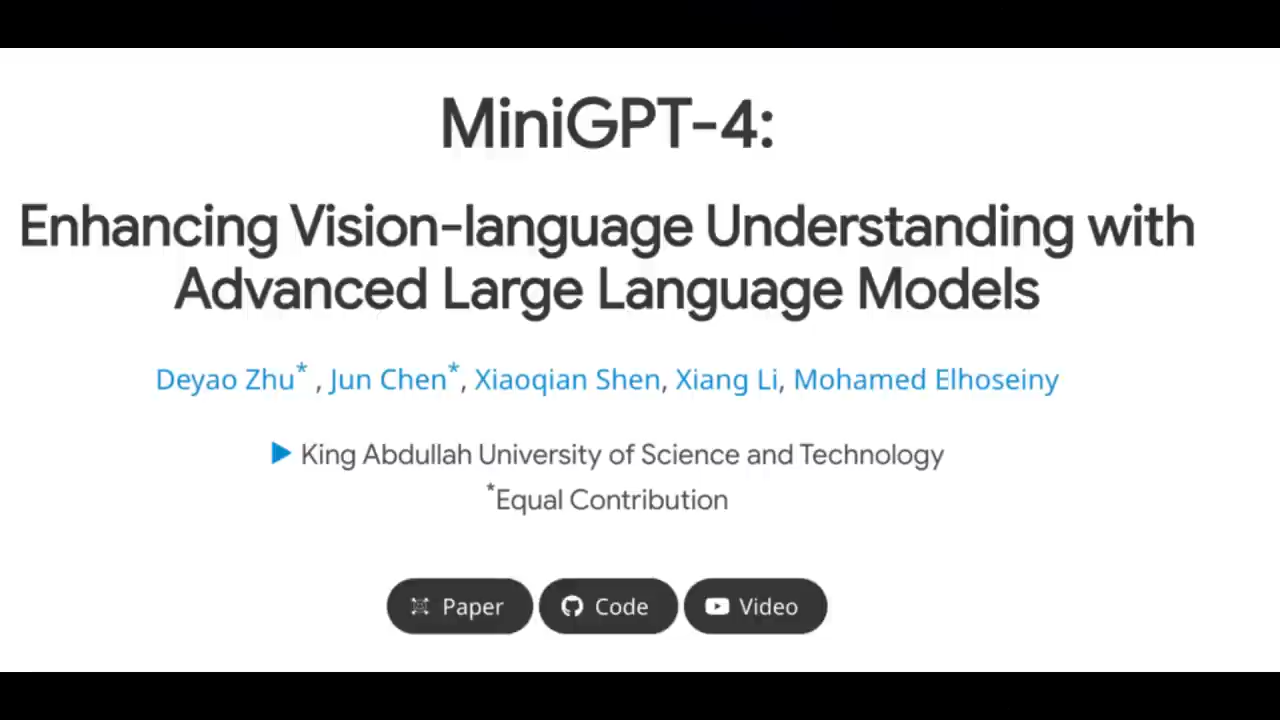 MiniGPT-4:
Enhancing Vision-language Understanding with
Advanced Large Language Models
Deyao Zhu* , Jun Chen*, Xiaoqian Shen, Xiang Li, Mohamed Elhoseiny
King Abdullah University of Science and Technology
*Equal Contribution
Paper Code Video